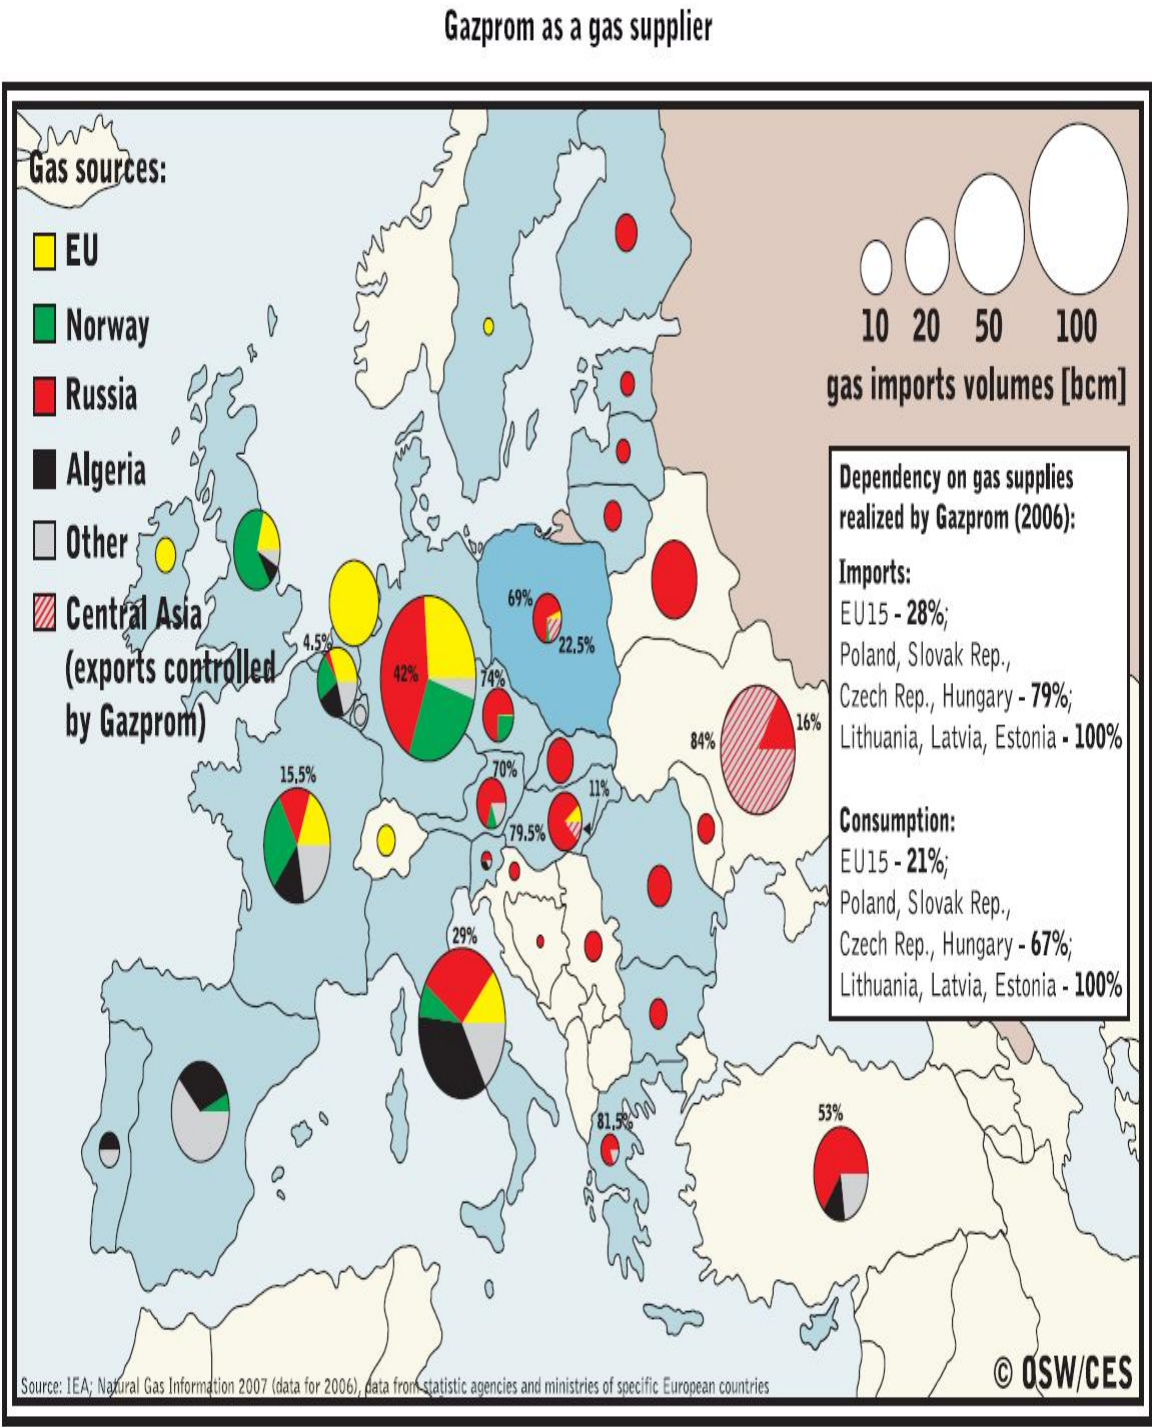 Gazprom as a gas supplier
Gas sources:
EU
Norway
Russia
Algeria
Other
Central Asia
(exports controlled
by Gazprom)
10 20 50 100
gas imports volumes [bcm]
Dependency on gas supplies
realized by Gazprom (2006):
Imports:
EU15 - 28%;
Poland, Slovak Rep.,
Czech Rep., Hungary - 79%;
Lithuania, Latvia, Estonia - 100%
Consumption:
EU15 - 21%;
Poland, Slovak Rep.,
Czech Rep., Hungary - 67%;
Lithuania, Latvia, Estonia - 100%
69%
22,5%
4.5%
42%
74%
16%
84%
15,5%
70%
11%
79.5%
29%
81,5%
53%
© OSW/CES
Source: IEA; Natural Gas Information 2007 (data for 2006), data from statistic agencies and ministries of specific European countries